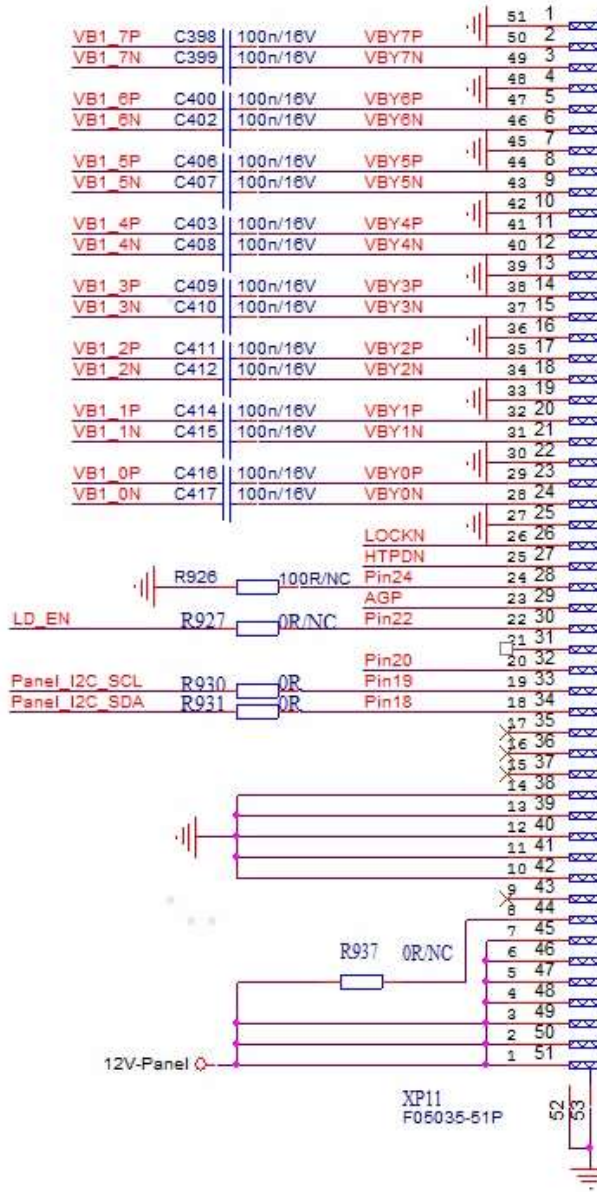 51 1
VB1_7P C398 100n/16V VBY7P 50 2
VB1_7N C399 100n/16V VBY7N 49 3
48 4
VB1_6P C400 100n/16V VBY6P 47 5
VB1_6N C402 100n/16V VBY6N 46 6
45 7
VB1_5P C406 100n/16V VBY5P 44 8
VB1_5N C407 100n/16V VBY5N 43 9
42 10
VB1_4P C403 100n/16V VBY4P 41 11
VB1_4N C408 100n/16V VBY4N 40 12
39 13
VB1_3P C409 100n/16V VBY3P 38 14
VB1_3N C410 100n/16V VBY3N 37 15
36 16
VB1_2P C411 100n/16V VBY2P 35 17
VB1_2N C412 100n/16V VBY2N 34 18
33 19
VB1_1P C414 100n/16V VBY1P 32 20
VB1_1N C415 100n/16V VBY1N 31 21
30 22
VB1_0P C416 100n/16V VBY0P 29 23
VB1_0N C417 100n/16V VBY0N 28 24
27 25
LOCKN 26 26
HTPDN 25 27
R926 100R/NC Pin24 24 28
AGP 23 29
LD_EN R927 0R/NC Pin22 22 30
21 31
Pin20 20 32
Panel_I2C_SCL R930 0R Pin19 19 33
Panel_I2C_SDA R931 0R Pin18 18 34
17 35
16 36
15 37
14 38
13 39
12 40
11 41
10 42
9 43
8 44
7 45
R937 0R/NC 6 46
5 47
4 48
3 49
2 50
12V-Panel 1 51
XP11
F05035-51P
52
53